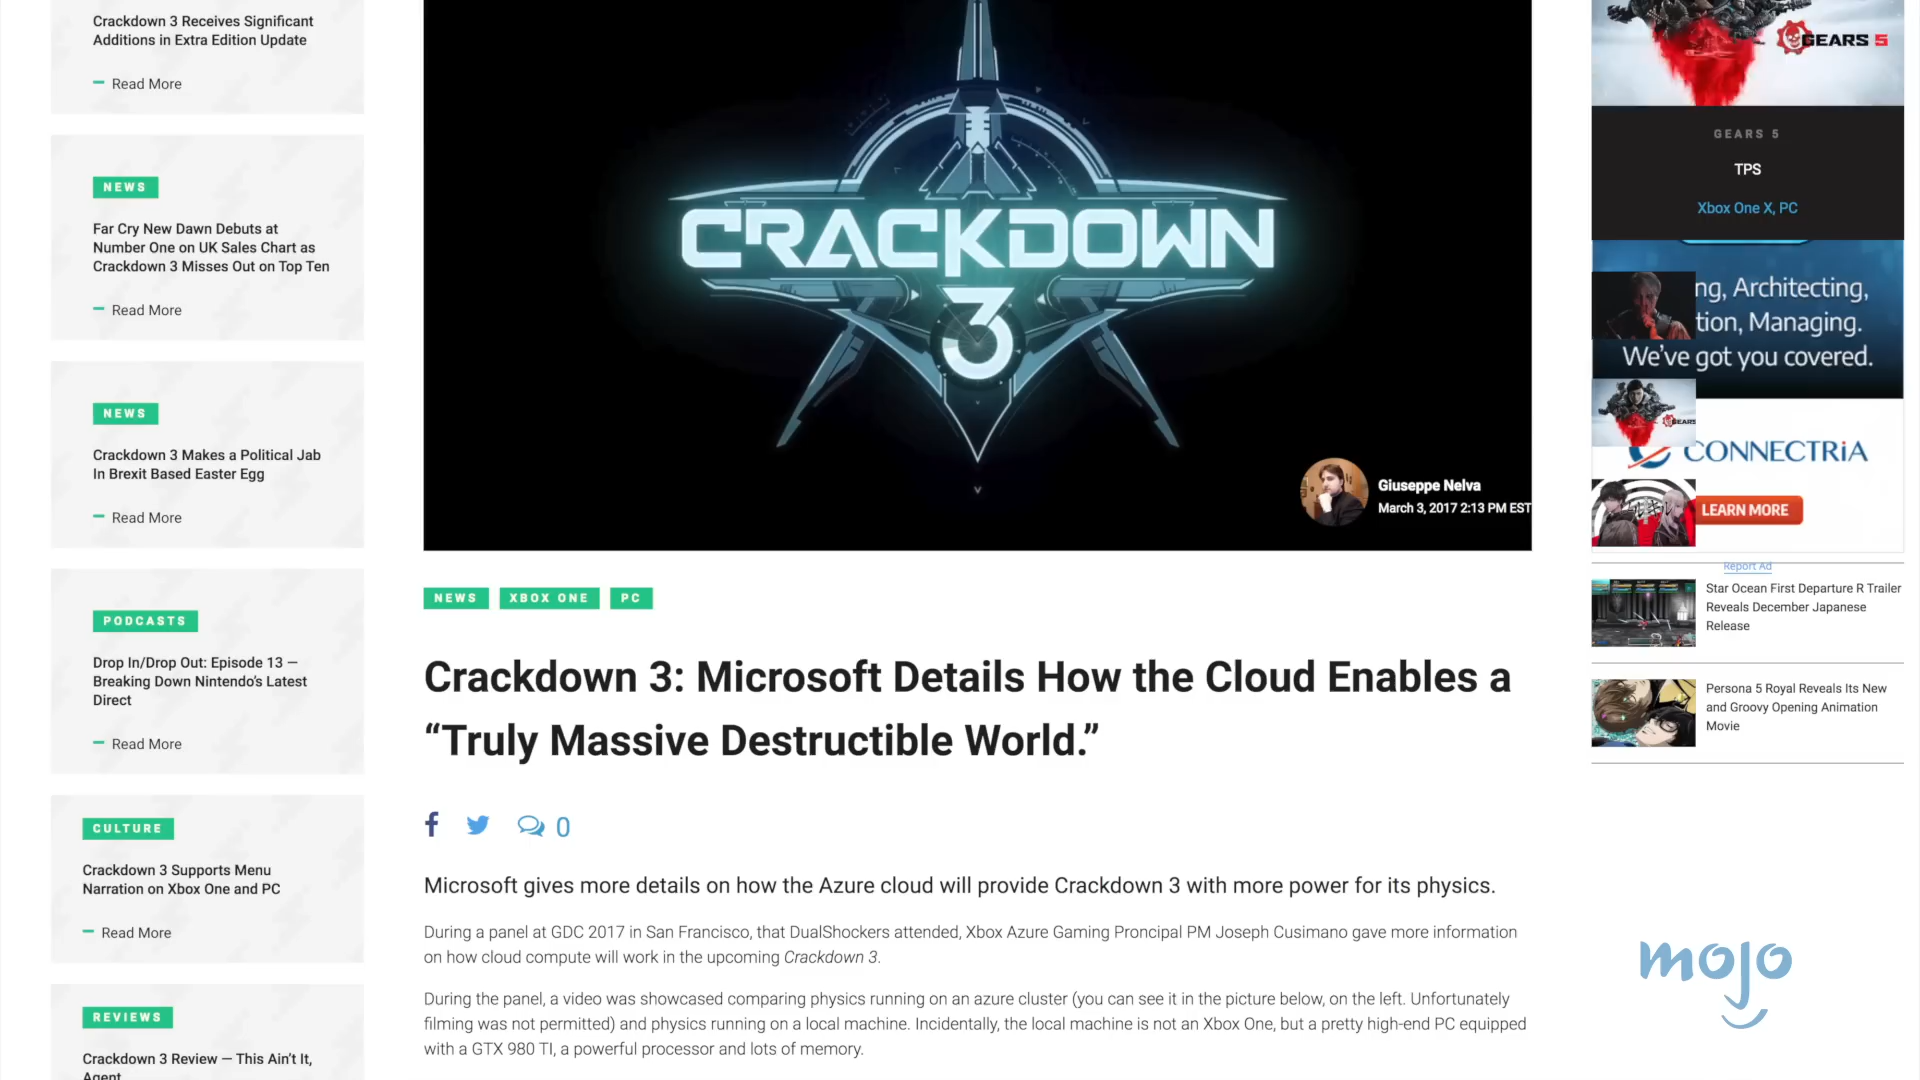 Crackdown 3 Receives Significant
Additions in Extra Edition Update
Read More
NEWS
Far Cry New Dawn Debuts at
Number One on UK Sales Chart as
Crackdown 3 Misses Out on Top Ten
Read More
NEWS
Crackdown 3 Makes a Political Jab
In Brexit Based Easter Egg
Read More
PODCASTS
Drop In/Drop Out: Episode 13 —
Breaking Down Nintendo's Latest
Direct
Read More
CULTURE
Crackdown 3 Supports Menu
Narration on Xbox One and PC
Read More
REVIEWS
Crackdown 3 Review — This Ain't It,
Agent
CRACKDOWN
3
Giuseppe Nelva
March 3, 2017 2:13 PM EST
NEWS XBOX ONE PC
Crackdown 3: Microsoft Details How the Cloud Enables a
“Truly Massive Destructible World.”
0
Microsoft gives more details on how the Azure cloud will provide Crackdown 3 with more power for its physics.
During a panel at GDC 2017 in San Francisco, that DualShockers attended, Xbox Azure Gaming Proncipal PM Joseph Cusimano gave more information
on how cloud compute will work in the upcoming Crackdown 3.
During the panel, a video was showcased comparing physics running on an azure cluster (you can see it in the picture below, on the left. Unfortunately
filming was not permitted) and physics running on a local machine. Incidentally, the local machine is not an Xbox One, but a pretty high-end PC equipped
with a GTX 980 TI, a powerful processor and lots of memory.
GEARS 5
GEARS 5
TPS
Xbox One X, PC
ng, Architecting,
tion, Managing.
We've got you covered.
GEARS
CONNECTRiA
LEARN MORE
Report Ad
Star Ocean First Departure R Trailer
Reveals December Japanese
Release
Persona 5 Royal Reveals Its New
and Groovy Opening Animation
Movie
mojo